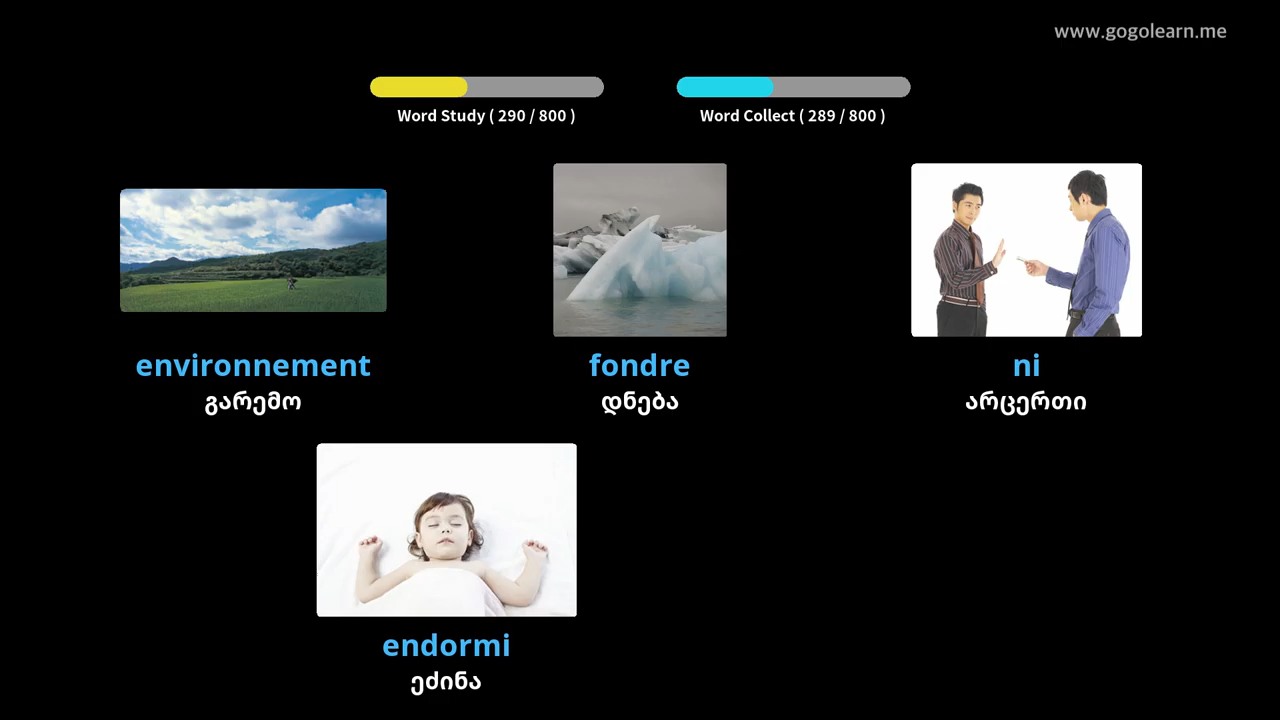 www.gogolearn.me
Word Study ( 290 / 800 )
Word Collect ( 289 / 800 )
environnement
გარემო
fondre
დნება
ni
არცერთი
endormi
ეძინა